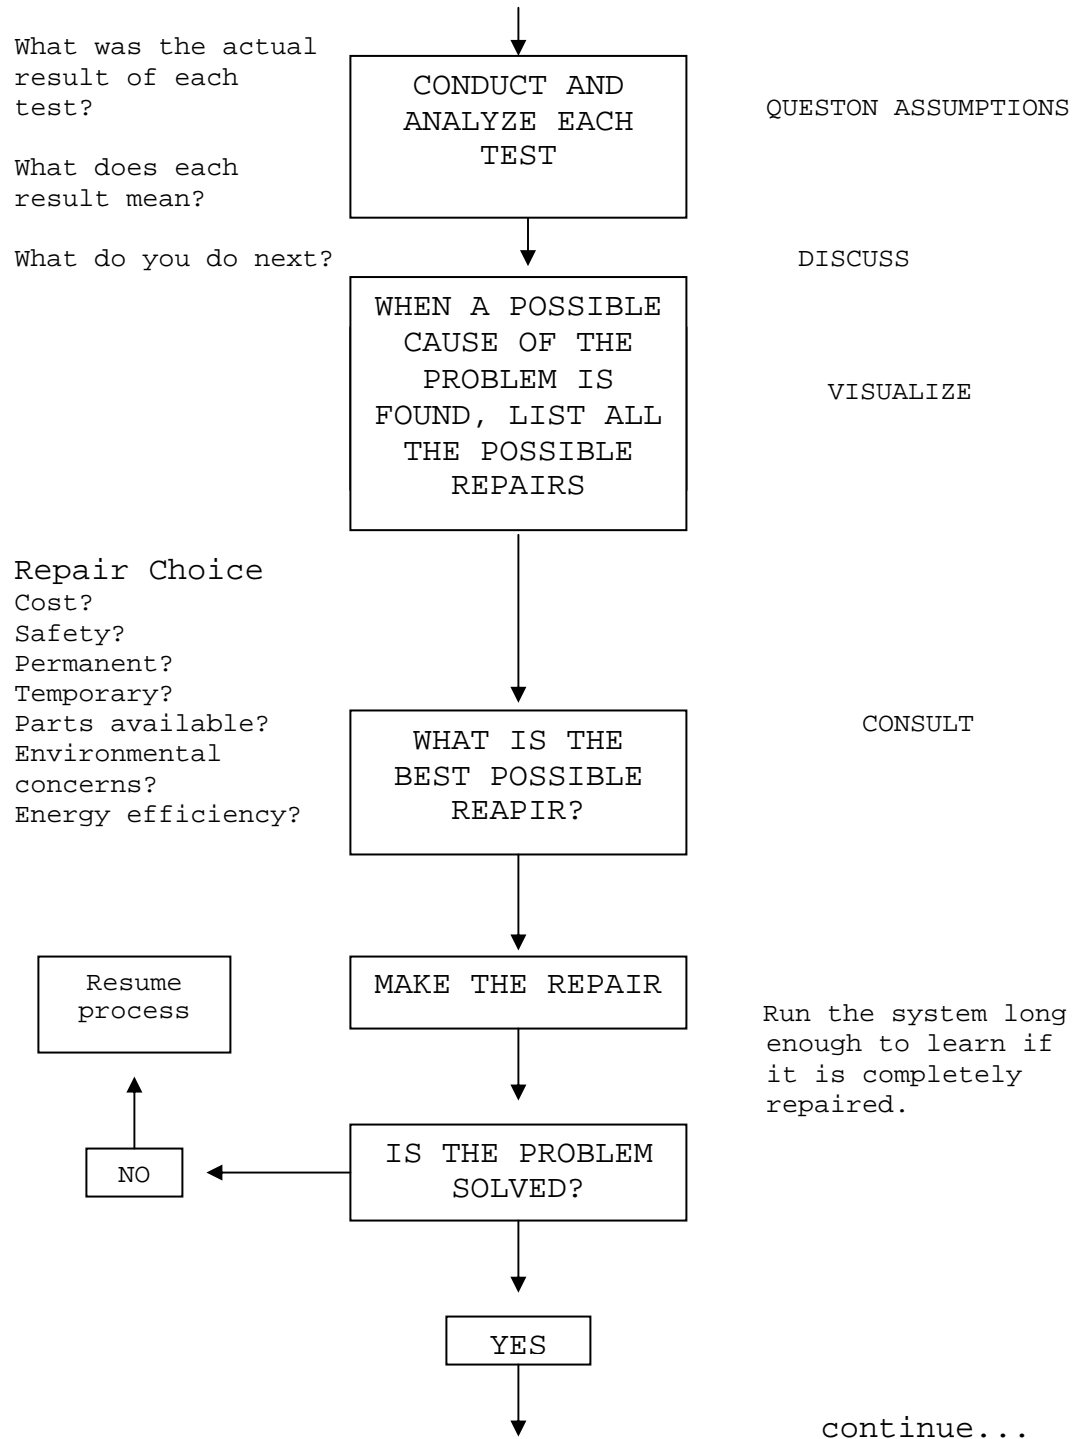 What was the actual
result of each
test?
What does each
result mean?
What do you do next?
CONDUCT AND
ANALYZE EACH
TEST
QUESTON ASSUMPTIONS
DISCUSS
WHEN A POSSIBLE
CAUSE OF THE
PROBLEM IS
FOUND, LIST ALL
THE POSSIBLE
REPAIRS
VISUALIZE
Repair Choice
Cost?
Safety?
Permanent?
Temporary?
Parts available?
Environmental
concerns?
Energy efficiency?
WHAT IS THE
BEST POSSIBLE
REAPIR?
CONSULT
MAKE THE REPAIR
Resume
process
Run the system long
enough to learn if
it is completely
repaired.
IS THE PROBLEM
SOLVED?
NO
YES
continue...